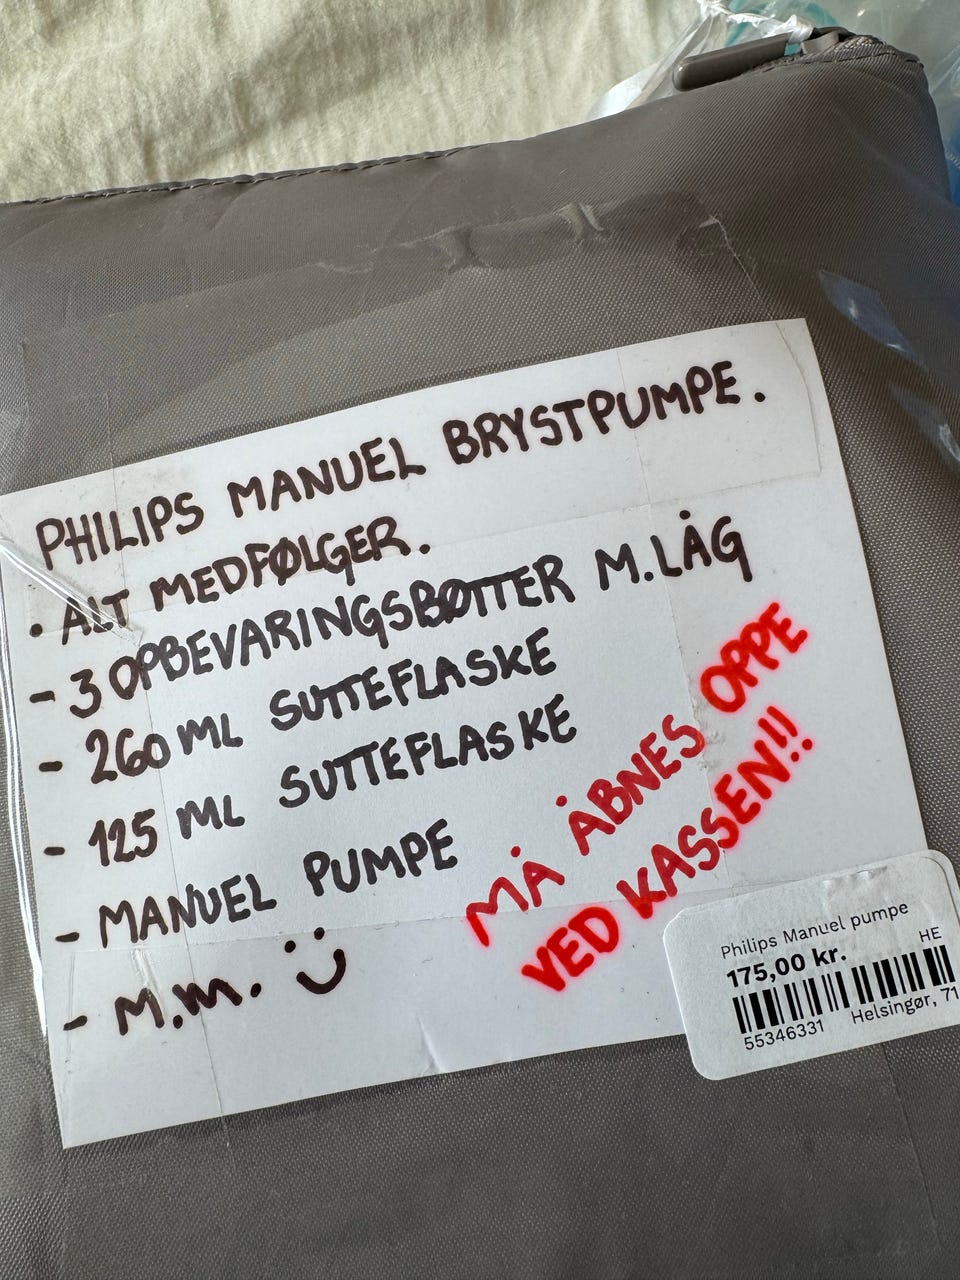 PHILIPS MANUEL BRYSTPUMPE.
• ALT MEDFØLGER.
- 3 OPBEVARINGSBØTTER M. LÅG
- 260 ML SUTTEFLASKE
- 125 ML SUTTEFLASKE
- MANUEL PUMPE
- M.m. :)
MÅ ÅBNES OPPE
VED KASSEN!!
Philips Manuel pumpe
175,00 kr. HE
55346331 Helsingør, 71